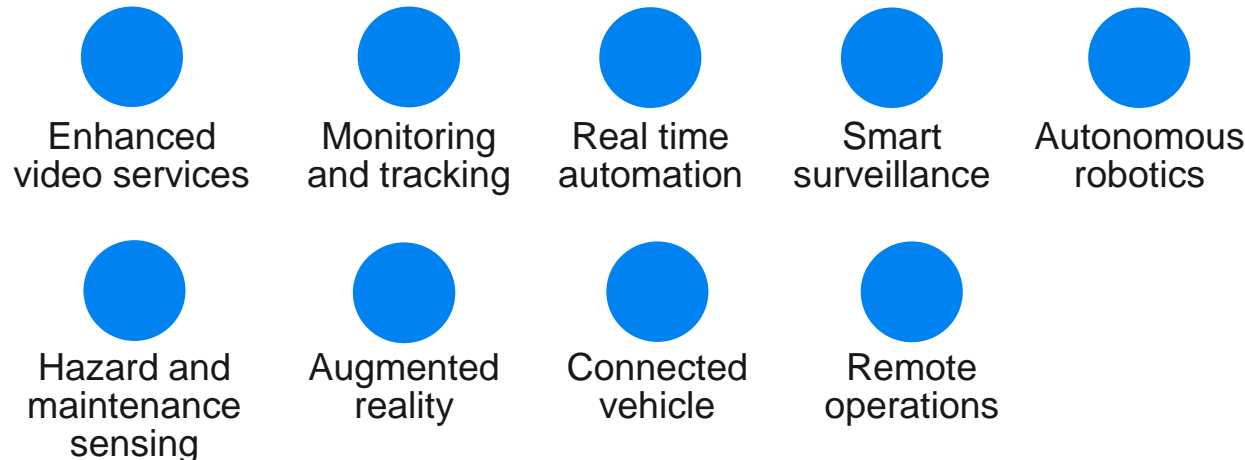 Enhanced
video services
Monitoring
and tracking
Real time
automation
Smart
surveillance
Autonomous
robotics
Hazard and
maintenance
sensing
Augmented
reality
Connected
vehicle
Remote
operations